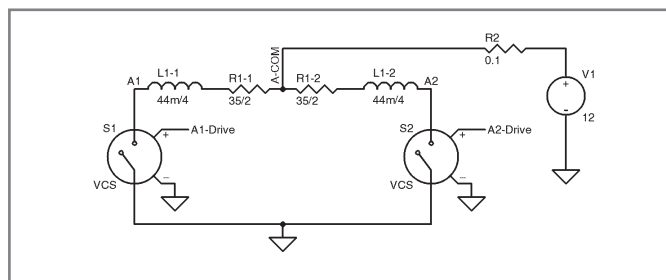 R2
0.1
A-COM
V1
+
-
12
A1
L1-1
44m/4
R1-1
35/2
R1-2
35/2
L1-2
44m/4
A2
S1
+
A1-Drive
–
VCS
S2
+
A2-Drive
–
VCS